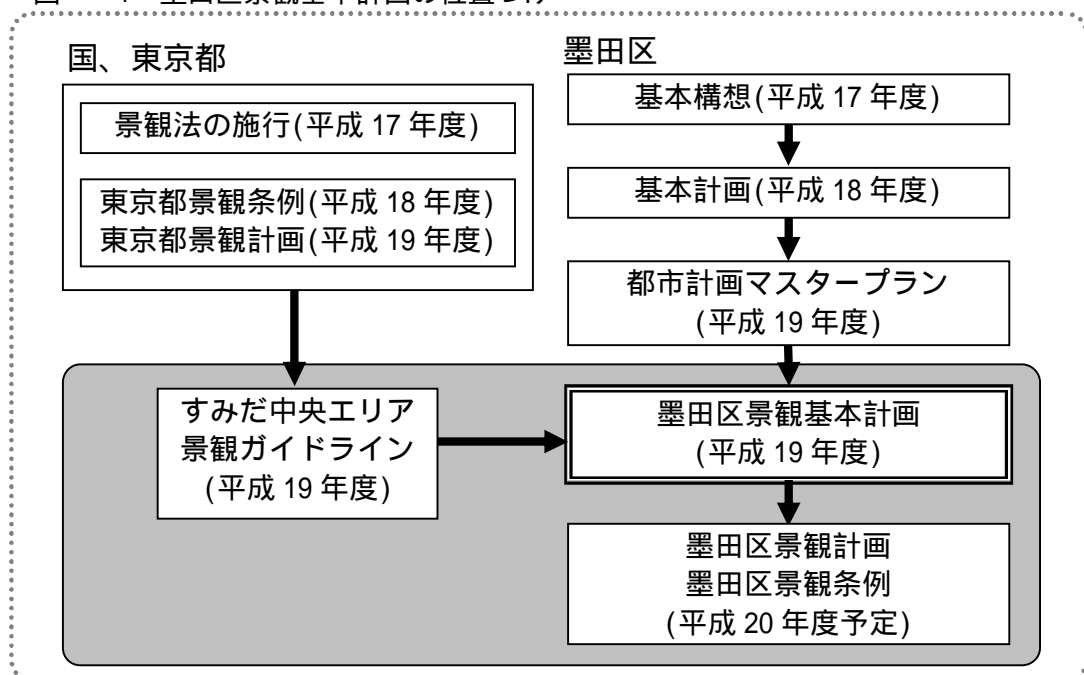 国、東京都
景観法の施行(平成 17 年度)
東京都景観条例(平成 18 年度)
東京都景観計画(平成 19 年度)
墨田区
基本構想(平成 17 年度)
基本計画(平成 18 年度)
都市計画マスタープラン
(平成 19 年度)
すみだ中央エリア
景観ガイドライン
(平成 19 年度)
墨田区景観基本計画
(平成 19 年度)
墨田区景観計画
墨田区景観条例
(平成 20 年度予定)